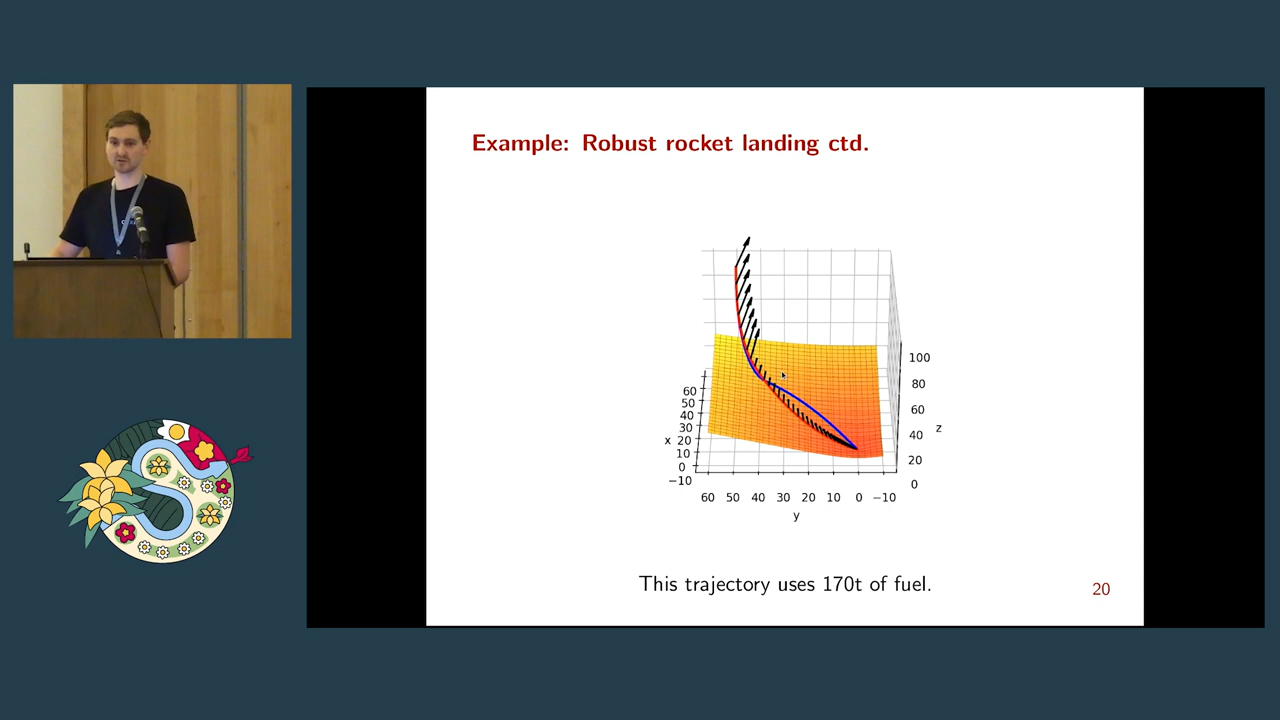 Example: Robust rocket landing ctd.
100
80
60
40
20
0
z
60
50
40
30
20
10
0
−10
x
60 50 40 30 20 10 0 −10
y
This trajectory uses 170t of fuel.
20